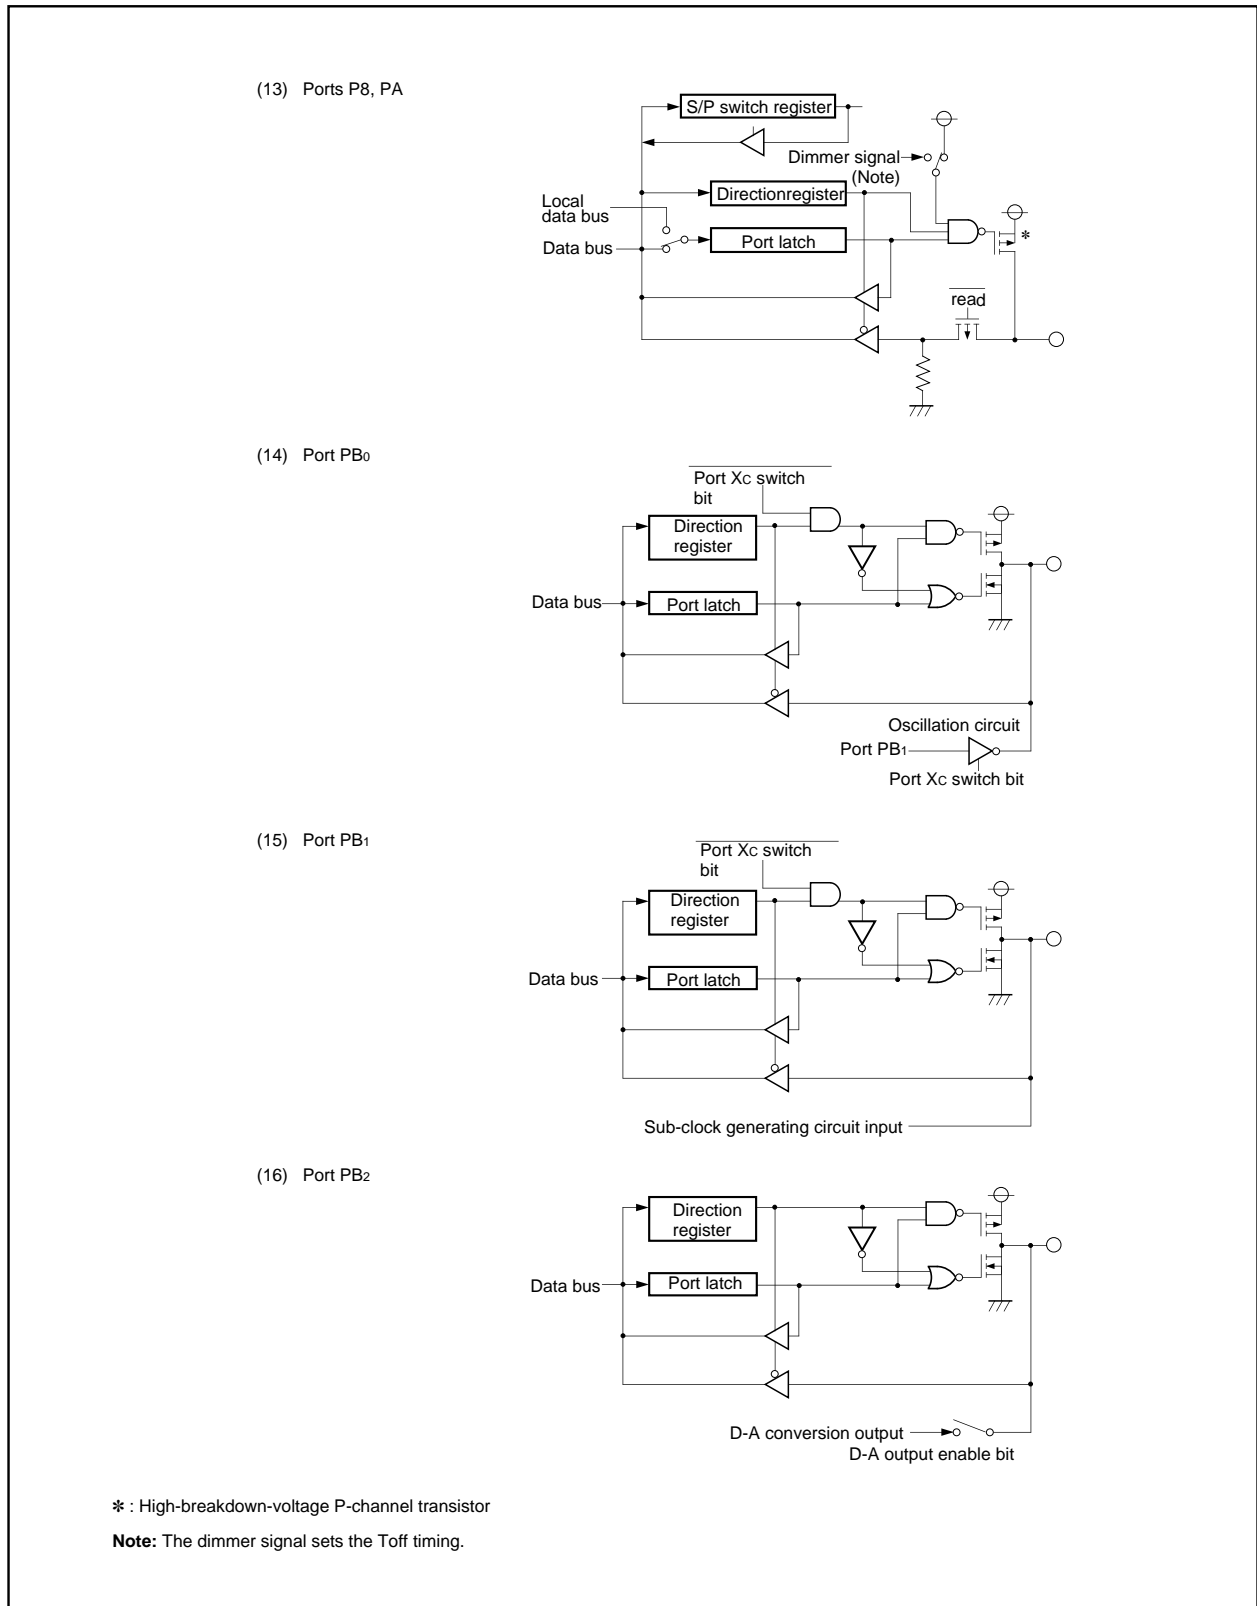 (13) Ports P8, PA
S/P switch register
Dimmer signal
(Note)
Directionregister
Local
data bus
Data bus
Port latch
*
read
(14) Port PB0
Port XC switch
bit
Direction
register
Data bus
Port latch
Oscillation circuit
Port PB1
Port XC switch bit
(15) Port PB1
Port XC switch
bit
Direction
register
Data bus
Port latch
Sub-clock generating circuit input
(16) Port PB2
Direction
register
Data bus
Port latch
D-A conversion output
D-A output enable bit
* : High-breakdown-voltage P-channel transistor
Note: The dimmer signal sets the Toff timing.